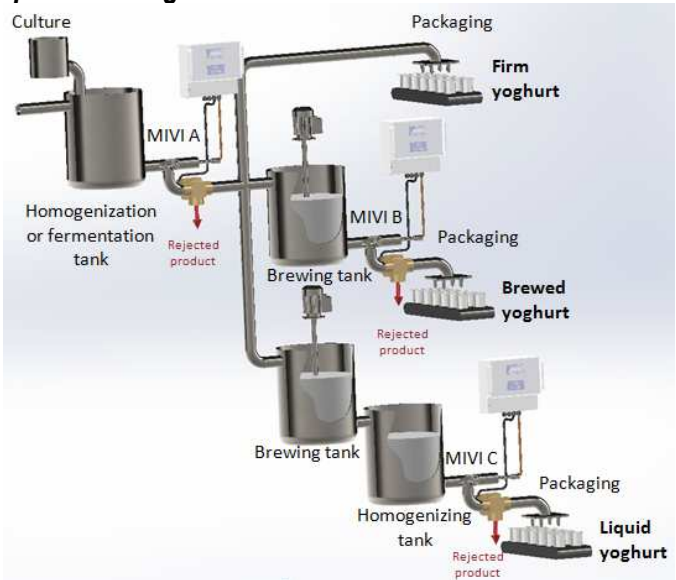 Culture
Packaging
Firm
yoghurt
MIVI A
Homogenization
or fermentation
tank
Rejected
product
MIVI B
Packaging
Brewing tank
Brewed
yoghurt
Rejected
product
Brewing tank
MIVI C
Packaging
Homogenizing
tank
Liquid
yoghurt
Rejected
product